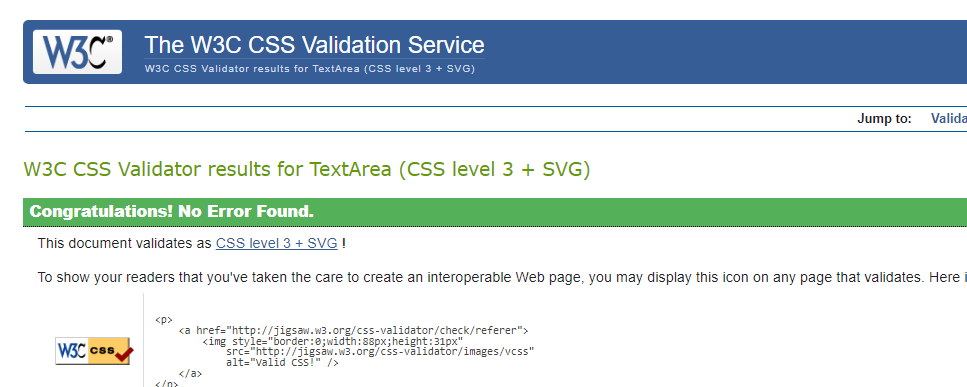 W3C®
The W3C CSS Validation Service
W3C CSS Validator results for TextArea (CSS level 3 + SVG)
Jump to: Valida
W3C CSS Validator results for TextArea (CSS level 3 + SVG)
Congratulations! No Error Found.
This document validates as CSS level 3 + SVG !
To show your readers that you've taken the care to create an interoperable Web page, you may display this icon on any page that validates. Here i
<p>
<a href="http://jigsaw.w3.org/css-validator/check/referer">
<img style="border:0;width:88px;height:31px"
W3C css
src="http://jigsaw.w3.org/css-validator/images/vcss"
alt="Valid CSS!" />
</a>
</p>